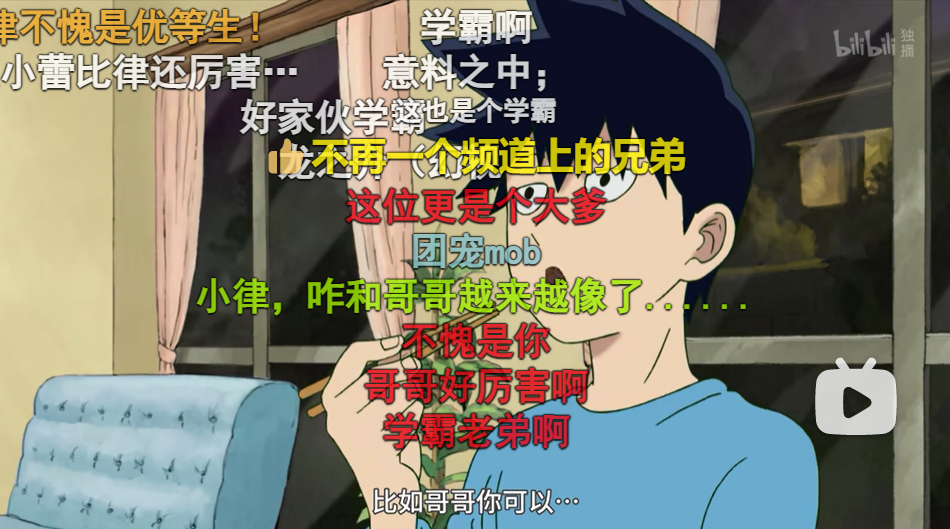 律不愧是优等生！
学霸啊
bilibili 独播
小蕾比律还厉害…
意料之中；
好家伙学霸
这也是个学霸
不再一个频道上的兄弟
这位更是个大爹
团宠mob
小律，咋和哥哥越来越像了......
不愧是你
哥哥好厉害啊
学霸老弟啊
比如哥哥你可以…